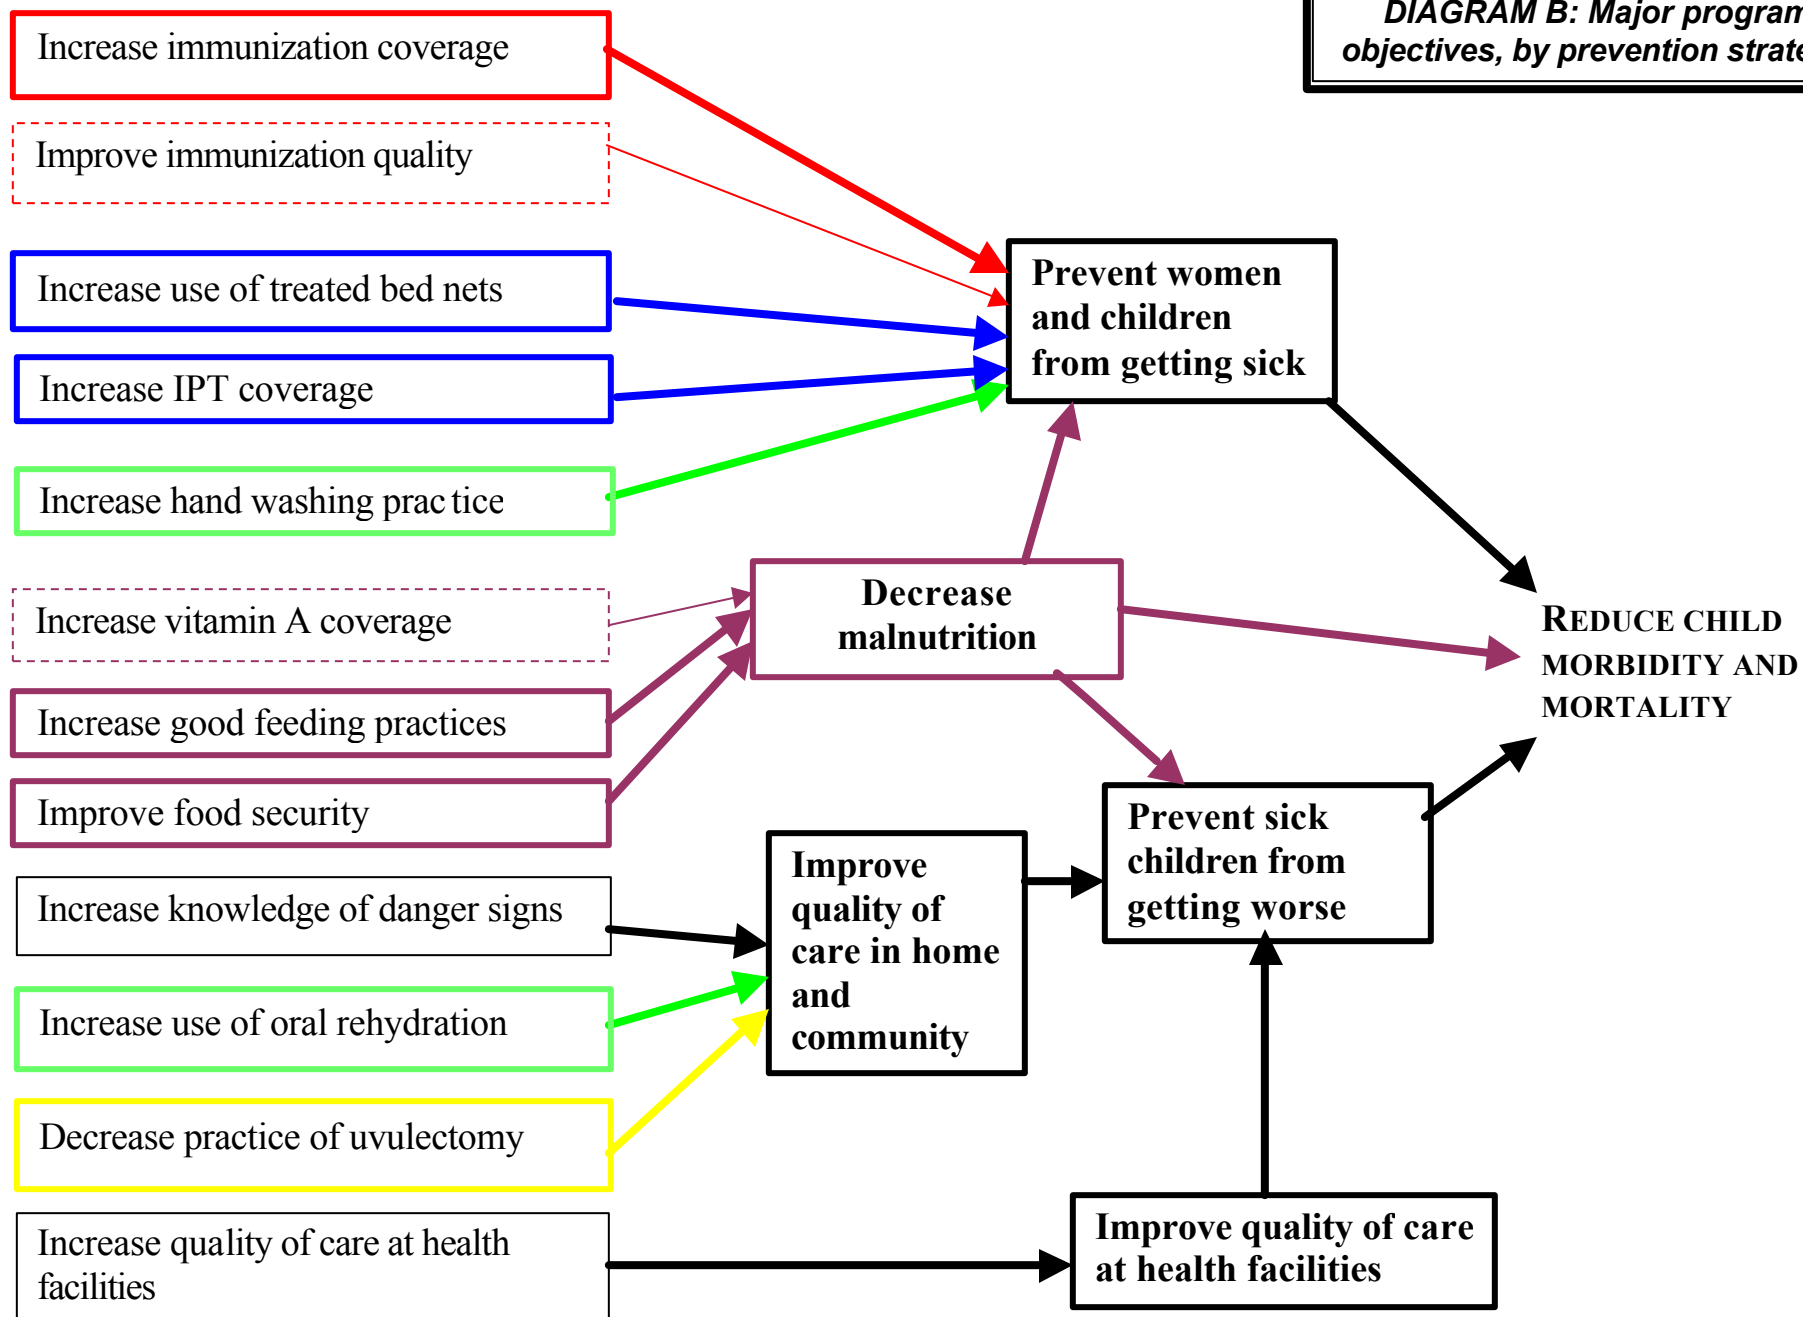 DIAGRAM B: Major program
objectives, by prevention
Increase immunization coverage
Improve immunization quality
Increase use of treated bed nets
Increase IPT coverage
Increase hand washing practice
Increase vitamin A coverage
Increase good feeding practices
Improve food security
Increase knowledge of danger signs
Increase use of oral rehydration
Decrease practice of uvulectomy
Increase quality of care at health
facilities
Prevent women
and children
from getting sick
Decrease
malnutrition
Improve
quality of
care in home
and
community
Prevent sick
children from
getting worse
Improve quality of care
at health facilities
REDUCE CHILD
MORBIDITY AND
MORTALITY